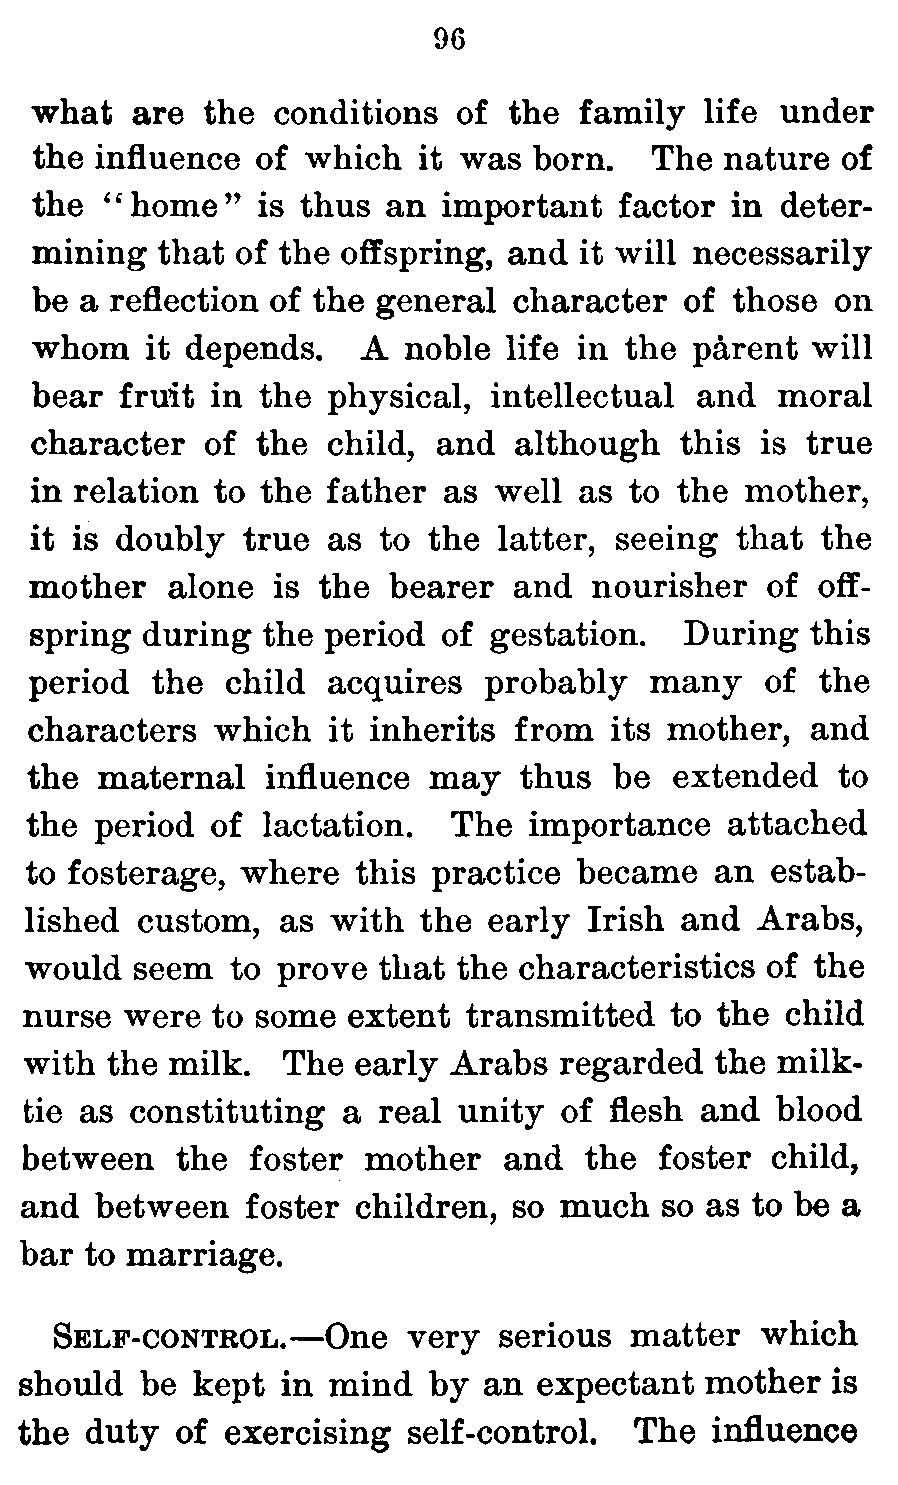 96
what are the conditions of the family life under
the influence of which it was born. The nature of
the “home” is thus an important factor in deter-
mining that of the offspring, and it will necessarily
be a reflection of the general character of those on
whom it depends. A noble life in the parent will
bear fruit in the physical, intellectual and moral
character of the child, and although this is true
in relation to the father as well as to the mother,
it is doubly true as to the latter, seeing that the
mother alone is the bearer and nourisher of off-
spring during the period of gestation. During this
period the child acquires probably many of the
characters which it inherits from its mother, and
the maternal influence may thus be extended to
the period of lactation. The importance attached
to fosterage, where this practice became an estab-
lished custom, as with the early Irish and Arabs,
would seem to prove that the characteristics of the
nurse were to some extent transmitted to the child
with the milk. The early Arabs regarded the milk-
tie as constituting a real unity of flesh and blood
between the foster mother and the foster child,
and between foster children, so much so as to be a
bar to marriage.
SELF-CONTROL.—One very serious matter which
should be kept in mind by an expectant mother is
the duty of exercising self-control. The influence